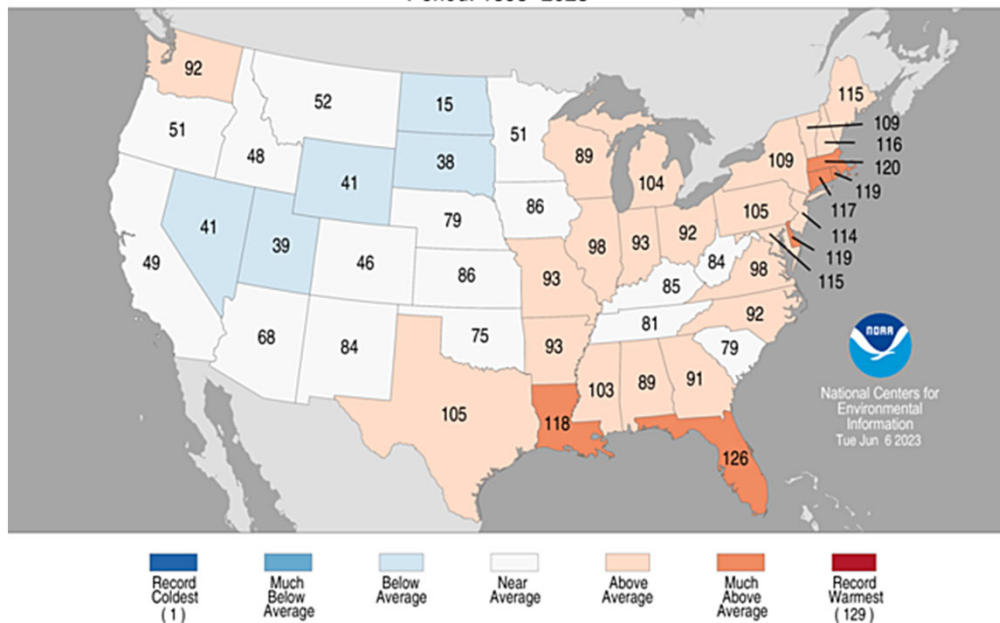 92
52
15
51
115
51
48
38
89
104
109
109
116
120
119
41
41
39
79
86
105
117
114
119
115
49
46
86
93
98
93
92
84
98
85
92
68
84
75
93
81
79
105
118
103
89
91
126
NOAA
National Centers for
Environmental
Information
Tue Jun 6 2023
Record
Coldest
(1)
Much
Below
Average
Below
Average
Near
Average
Above
Average
Much
Above
Average
Record
Warmest
(129)